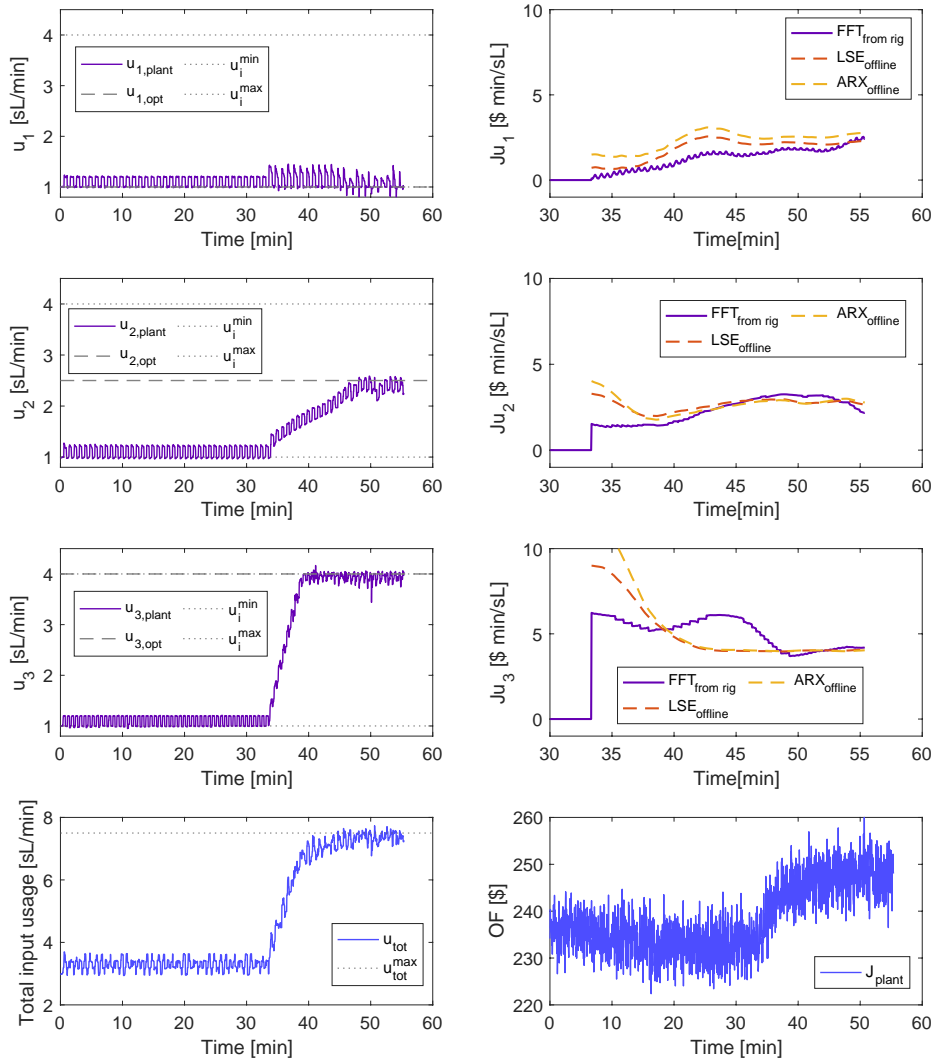 u1 [sL/min]
4
3
2
1
u1,plant
u1,opt
uimin
uimax
0 10 20 30 40 50 60
Time [min]
Ju1 [$ min/sL]
10
5
0
FFTfrom rig
LSEoffline
ARXoffline
30 35 40 45 50 55 60
Time[min]
u2 [sL/min]
4
3
2
1
u2,plant
u2,opt
uimin
uimax
0 10 20 30 40 50 60
Time [min]
Ju2 [$ min/sL]
10
5
0
FFTfrom rig
LSEoffline
ARXoffline
30 35 40 45 50 55 60
Time[min]
u3 [sL/min]
4
3
2
1
u3,plant
u3,opt
uimin
uimax
0 10 20 30 40 50 60
Time [min]
Ju3 [$ min/sL]
10
5
0
FFTfrom rig
LSEoffline
ARXoffline
30 35 40 45 50 55 60
Time[min]
Total input usage [sL/min]
8
6
4
2
utot
utotmax
0 10 20 30 40 50 60
Time [min]
OF [$]
260
250
240
230
220
Jplant
0 20 40 60
Time [min]